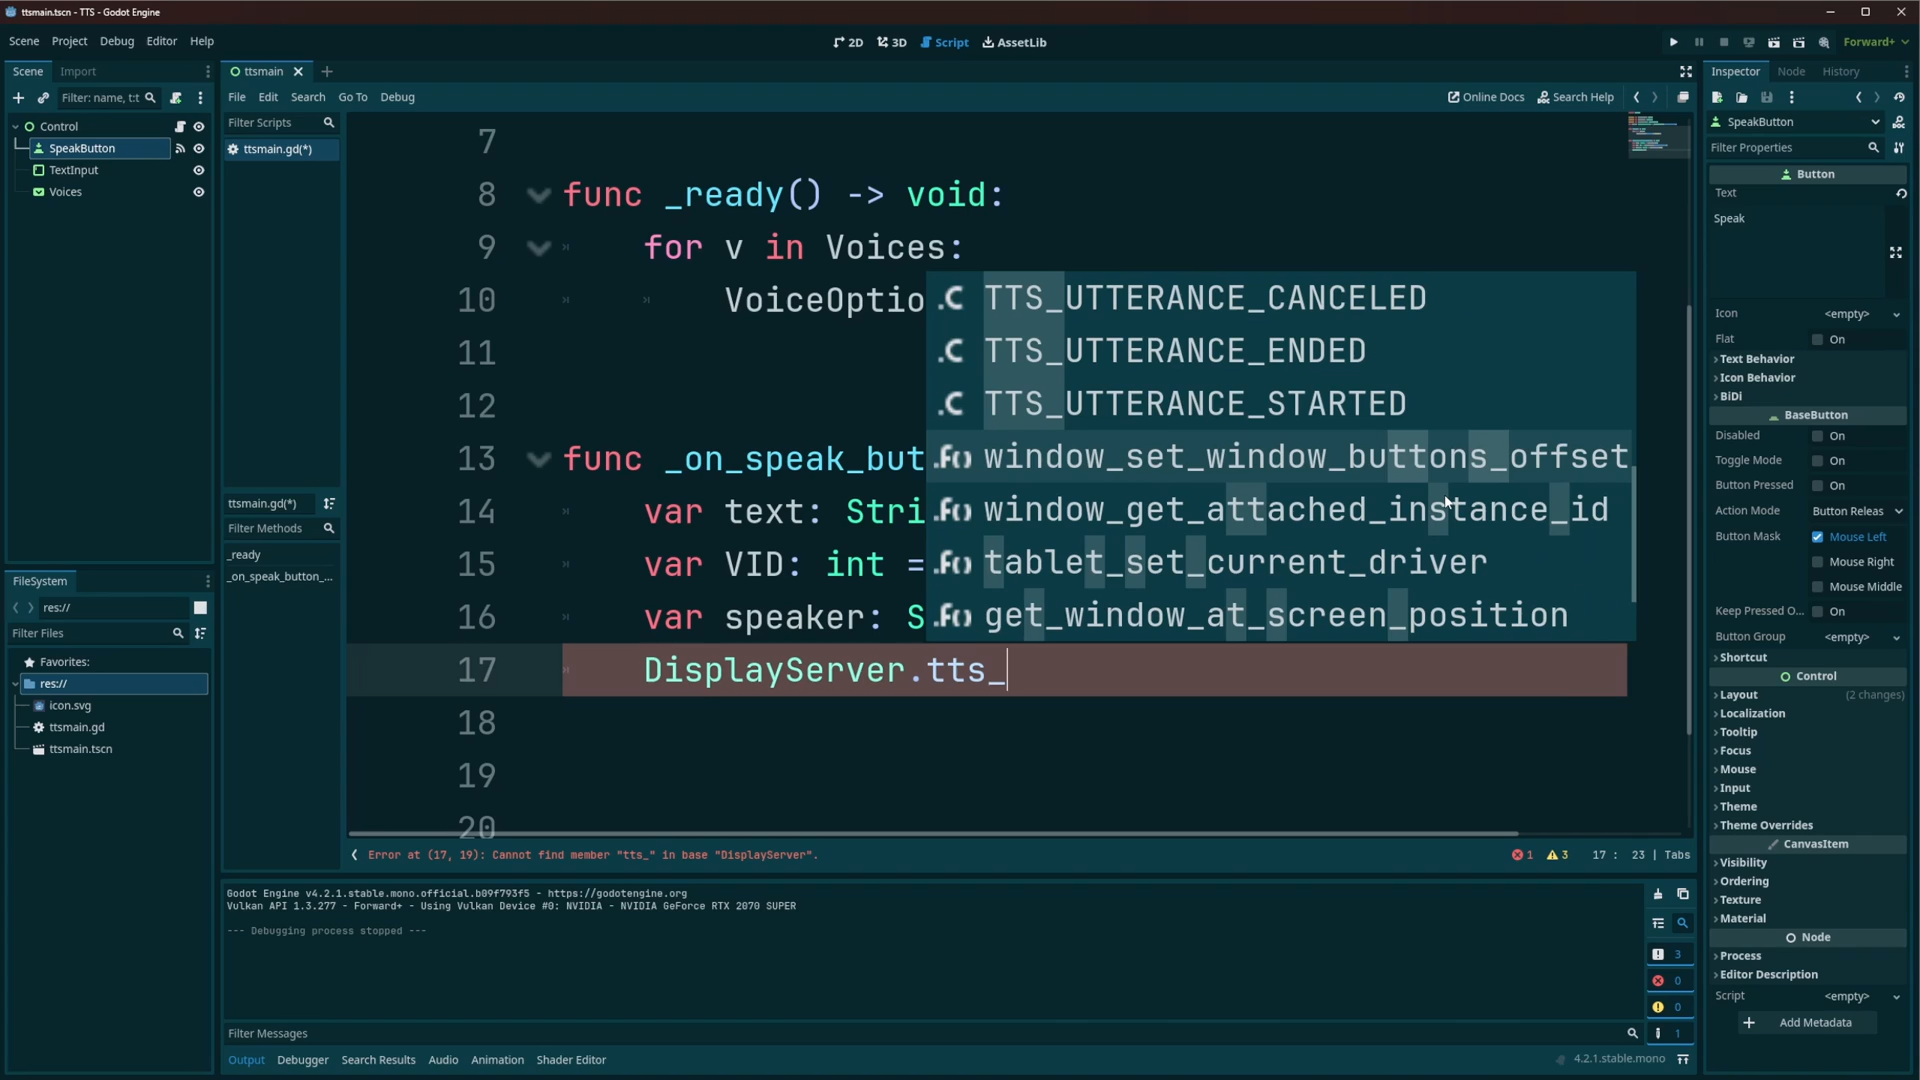 ttsmain.tscn - TTS - Godot Engine
Scene Project Debug Editor Help
2D 3D Script AssetLib
Forward+
Scene Import
ttsmain
Inspector Node History
Filter: name, t:t
File Edit Search Go To Debug
Online Docs Search Help
Filter Scripts
ttsmain.gd(*)
Control
SpeakButton
TextInput
Voices
ttsmain.gd(*)
Filter Methods
_ready
_on_speak_button_...
FileSystem
res://
Filter Files
Favorites:
res://
icon.svg
ttsmain.gd
ttsmain.tscn
7
8 func _ready() -> void:
9 for v in Voices:
10 VoiceOptio
11
12
13 func _on_speak_but
14 var text: Stri
15 var VID: int =
16 var speaker: S
17 DisplayServer.tts_
18
19
20
.C TTS_UTTERANCE_CANCELED
.C TTS_UTTERANCE_ENDED
.C TTS_UTTERANCE_STARTED
window_set_window_buttons_offset
window_get_attached_instance_id
tablet_set_current_driver
get_window_at_screen_position
Error at (17, 19): Cannot find member "tts_" in base "DisplayServer".
1 3 17 : 23 | Tabs
Godot Engine v4.2.1.stable.mono.official.b09f793f5 - https://godotengine.org
Vulkan API 1.3.277 - Forward+ - Using Vulkan Device #0: NVIDIA - NVIDIA GeForce RTX 2070 SUPER
--- Debugging process stopped ---
3
0
0
1
Filter Messages
Output Debugger Search Results Audio Animation Shader Editor
4.2.1.stable.mono
SpeakButton
Filter Properties
Button
Text
Speak
Icon <empty>
Flat On
Text Behavior
Icon Behavior
BiDi
BaseButton
Disabled On
Toggle Mode On
Button Pressed On
Action Mode Button Releas
Button Mask Mouse Left
Mouse Right
Mouse Middle
Keep Pressed O... On
Button Group <empty>
Shortcut
Control
Layout (2 changes)
Localization
Tooltip
Focus
Mouse
Input
Theme
Theme Overrides
CanvasItem
Visibility
Ordering
Texture
Material
Node
Process
Editor Description
Script <empty>
Add Metadata